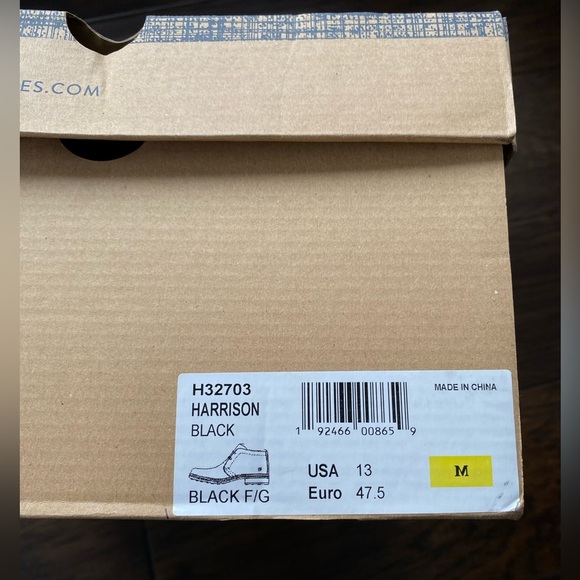 ES.COM
H32703
HARRISON
BLACK
BLACK F/G
1 92466 00865 9
USA 13
Euro 47.5
MADE IN CHINA
M